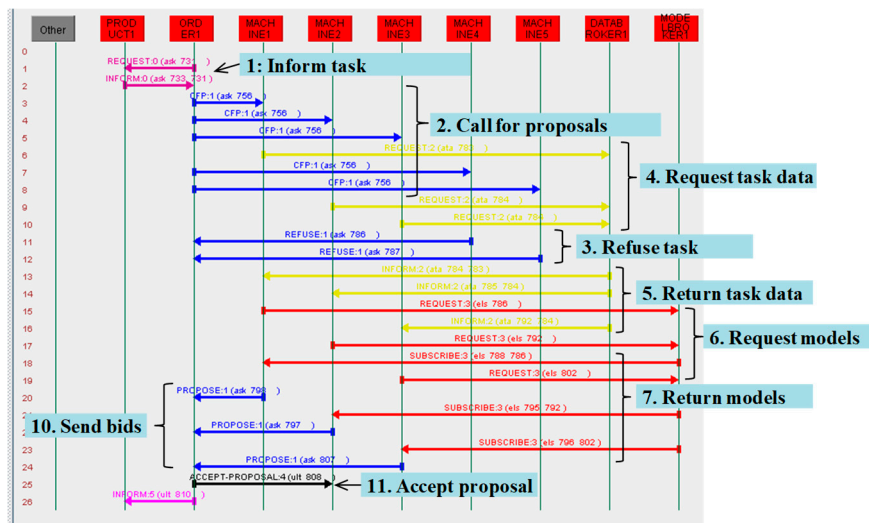 Other
PROD
UCT1
ORD
ER1
MACH
INE1
MACH
INE2
MACH
INE3
MACH
INE4
MACH
INE5
DATAB
ROKER1
MODE
LBROK
ER1
0
1
REQUEST:0 (ask 731 )
1: Inform task
2
INFORM:0 (ask 733 731 )
3
CFP:1 (ask 756 )
4
CFP:1 (ask 756 )
2. Call for proposals
5
CFP:1 (ask 756 )
6
REQUEST:2 (ata 783 )
7
CFP:1 (ask 756 )
4. Request task data
8
CFP:1 (ask 756 )
9
REQUEST:2 (ata 784 )
10
REQUEST:2 (ata 784 )
11
REFUSE:1 (ask 786 )
3. Refuse task
12
REFUSE:1 (ask 787 )
13
INFORM:2 (ata 784 783 )
14
INFORM:2 (ata 785 784 )
5. Return task data
15
REQUEST:3 (els 786 )
16
INFORM:2 (ata 792 784 )
17
REQUEST:3 (els 792 )
6. Request models
18
SUBSCRIBE:3 (els 788 786 )
19
REQUEST:3 (els 802 )
20
PROPOSE:1 (ask 798 )
7. Return models
SUBSCRIBE:3 (els 795 792 )
10. Send bids
22
PROPOSE:1 (ask 797 )
23
SUBSCRIBE:3 (els 796 802 )
24
PROPOSE:1 (ask 807 )
25
ACCEPT-PROPOSAL:4 (ult 808 )
11. Accept proposal
26
INFORM:5 (ult 810 )